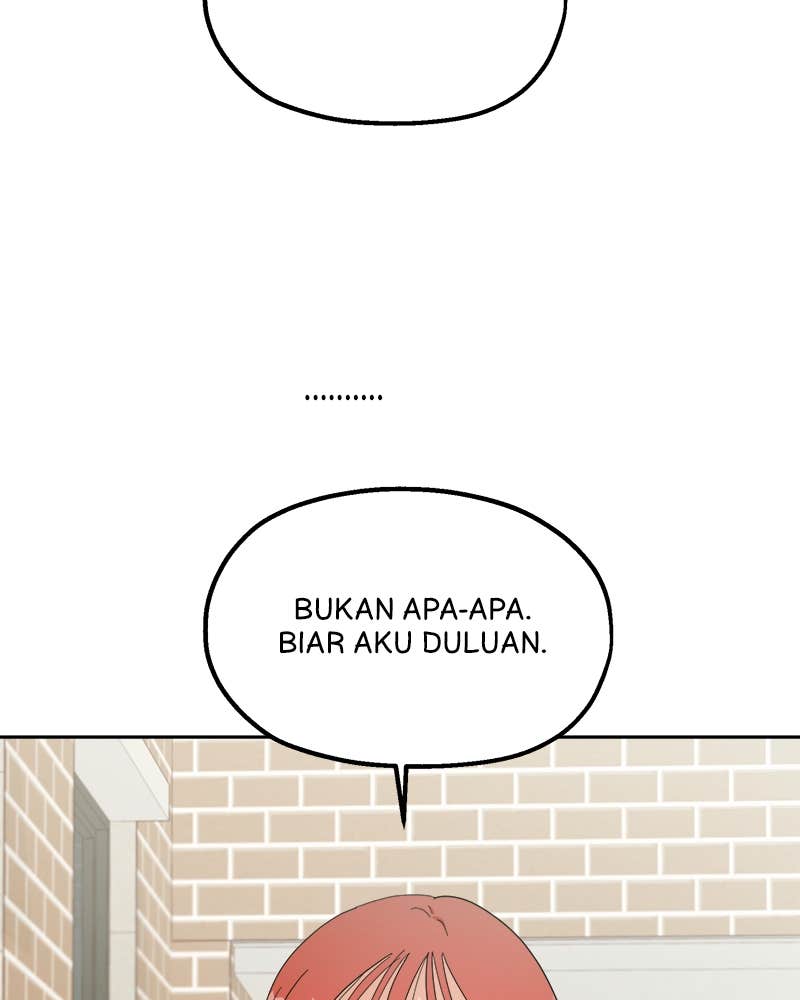 ..........
BUKAN APA-APA.
BIAR AKU DULUAN.